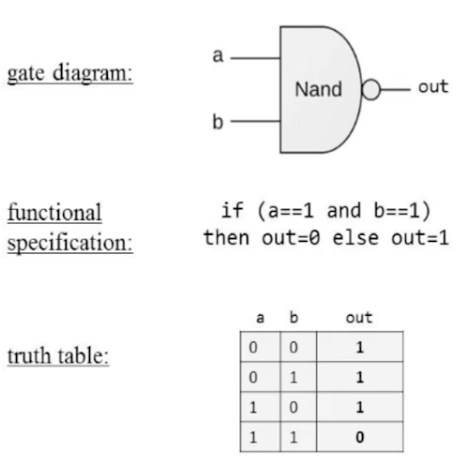 gate diagram:
a
Nand
out
b
functional
specification:
if (a==1 and b==1)
then out=0 else out=1
truth table:
a b out
0 0 1
0 1 1
1 0 1
1 1 0